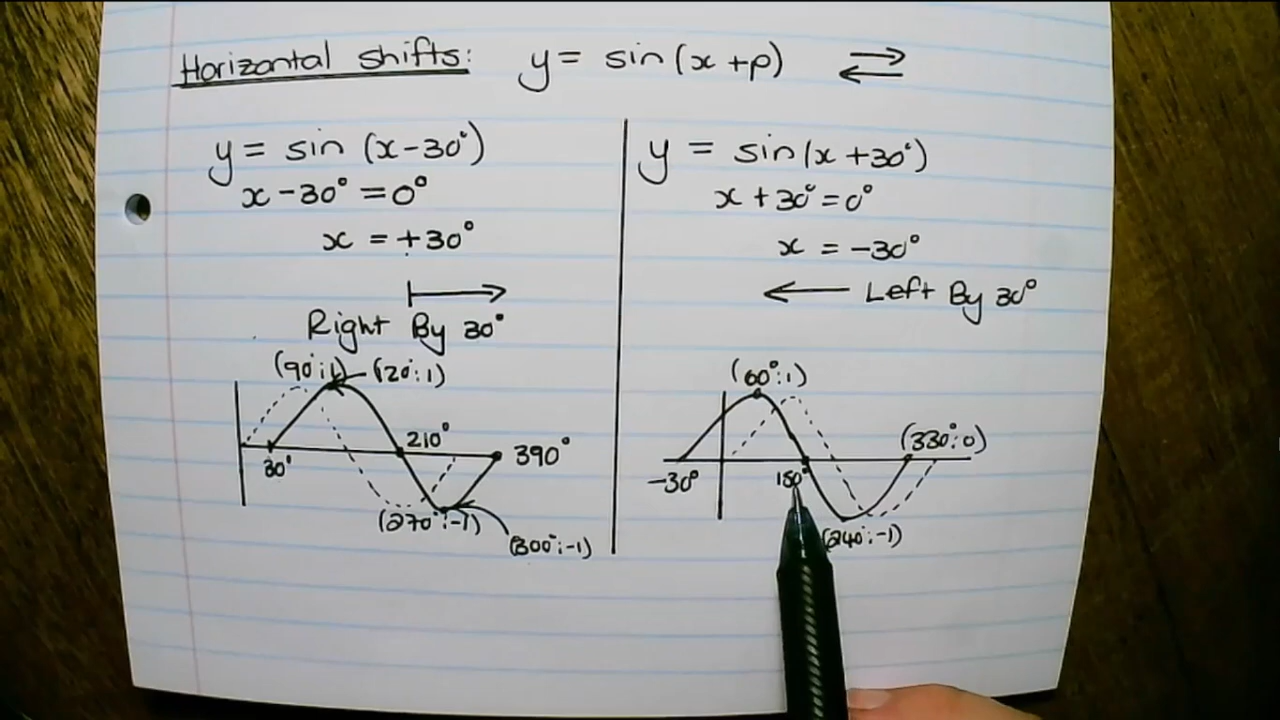 Horizontal shifts: y = sin(x+p) ⇄
y = sin (x-30°)
x - 30° = 0°
x = +30°
Right By 30°
(90°;1) (20°;1)
30°
210°
390°
(270°;-1)
(300°;-1)
y = sin(x+30°)
x + 30° = 0°
x = -30°
← Left By 30°
(60°;1)
-30°
150°
(330°;0)
(240°;-1)